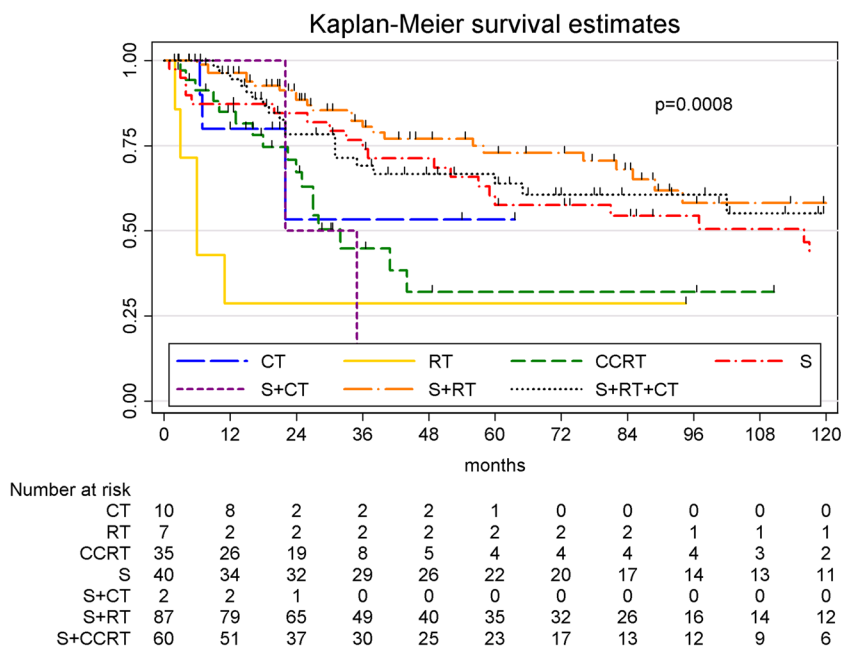 Kaplan-Meier survival estimates
1.00
0.75
0.50
0.25
0.00
p=0.0008
CT RT CCRT S
S+CT S+RT S+RT+CT
0 12 24 36 48 60 72 84 96 108 120
months
Number at risk
CT 10 8 2 2 2 1 0 0 0 0 0
RT 7 2 2 2 2 2 2 2 1 1 1
CCRT 35 26 19 8 5 4 4 4 4 3 2
S 40 34 32 29 26 22 20 17 14 13 11
S+CT 2 2 1 0 0 0 0 0 0 0 0
S+RT 87 79 65 49 40 35 32 26 16 14 12
S+CCRT 60 51 37 30 25 23 17 13 12 9 6